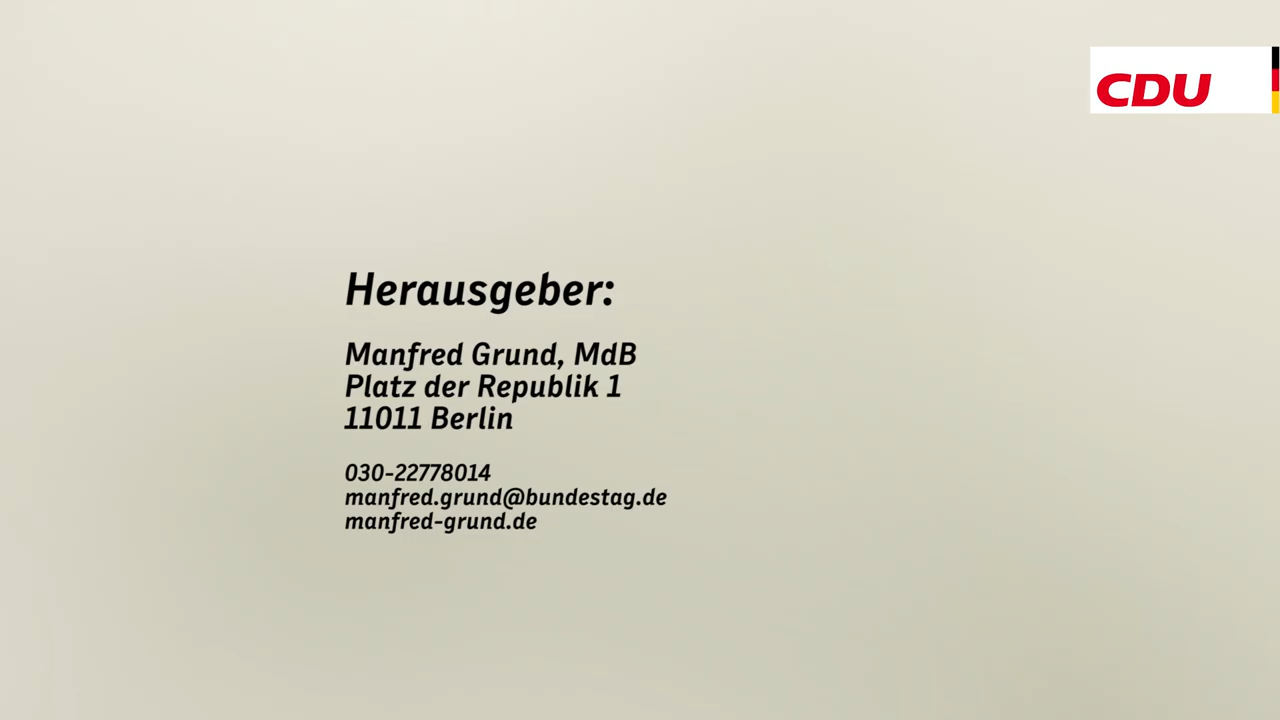 CDU
Herausgeber:
Manfred Grund, MdB
Platz der Republik 1
11011 Berlin
030-22778014
manfred.grund@bundestag.de
manfred-grund.de